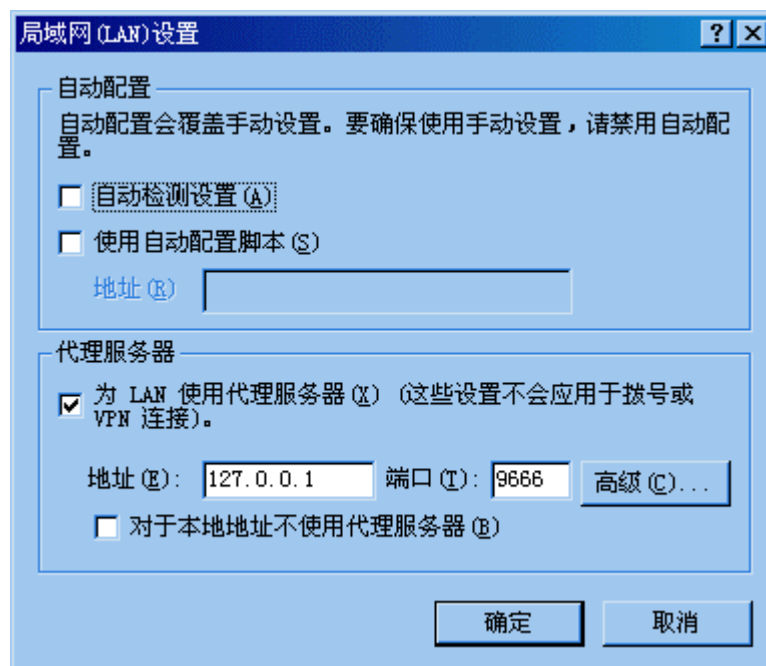 局域网(LAN)设置
自动配置
自动配置会覆盖手动设置。要确保使用手动设置,请禁用自动配
置。
自动检测设置(A)
使用自动配置脚本(S)
地址(R)
代理服务器
为 LAN 使用代理服务器(X) (这些设置不会应用于拨号或
VPN 连接)。
地址(E): 127.0.0.1 端口(T): 9666 高级(C)...
对于本地地址不使用代理服务器(B)
确定 取消